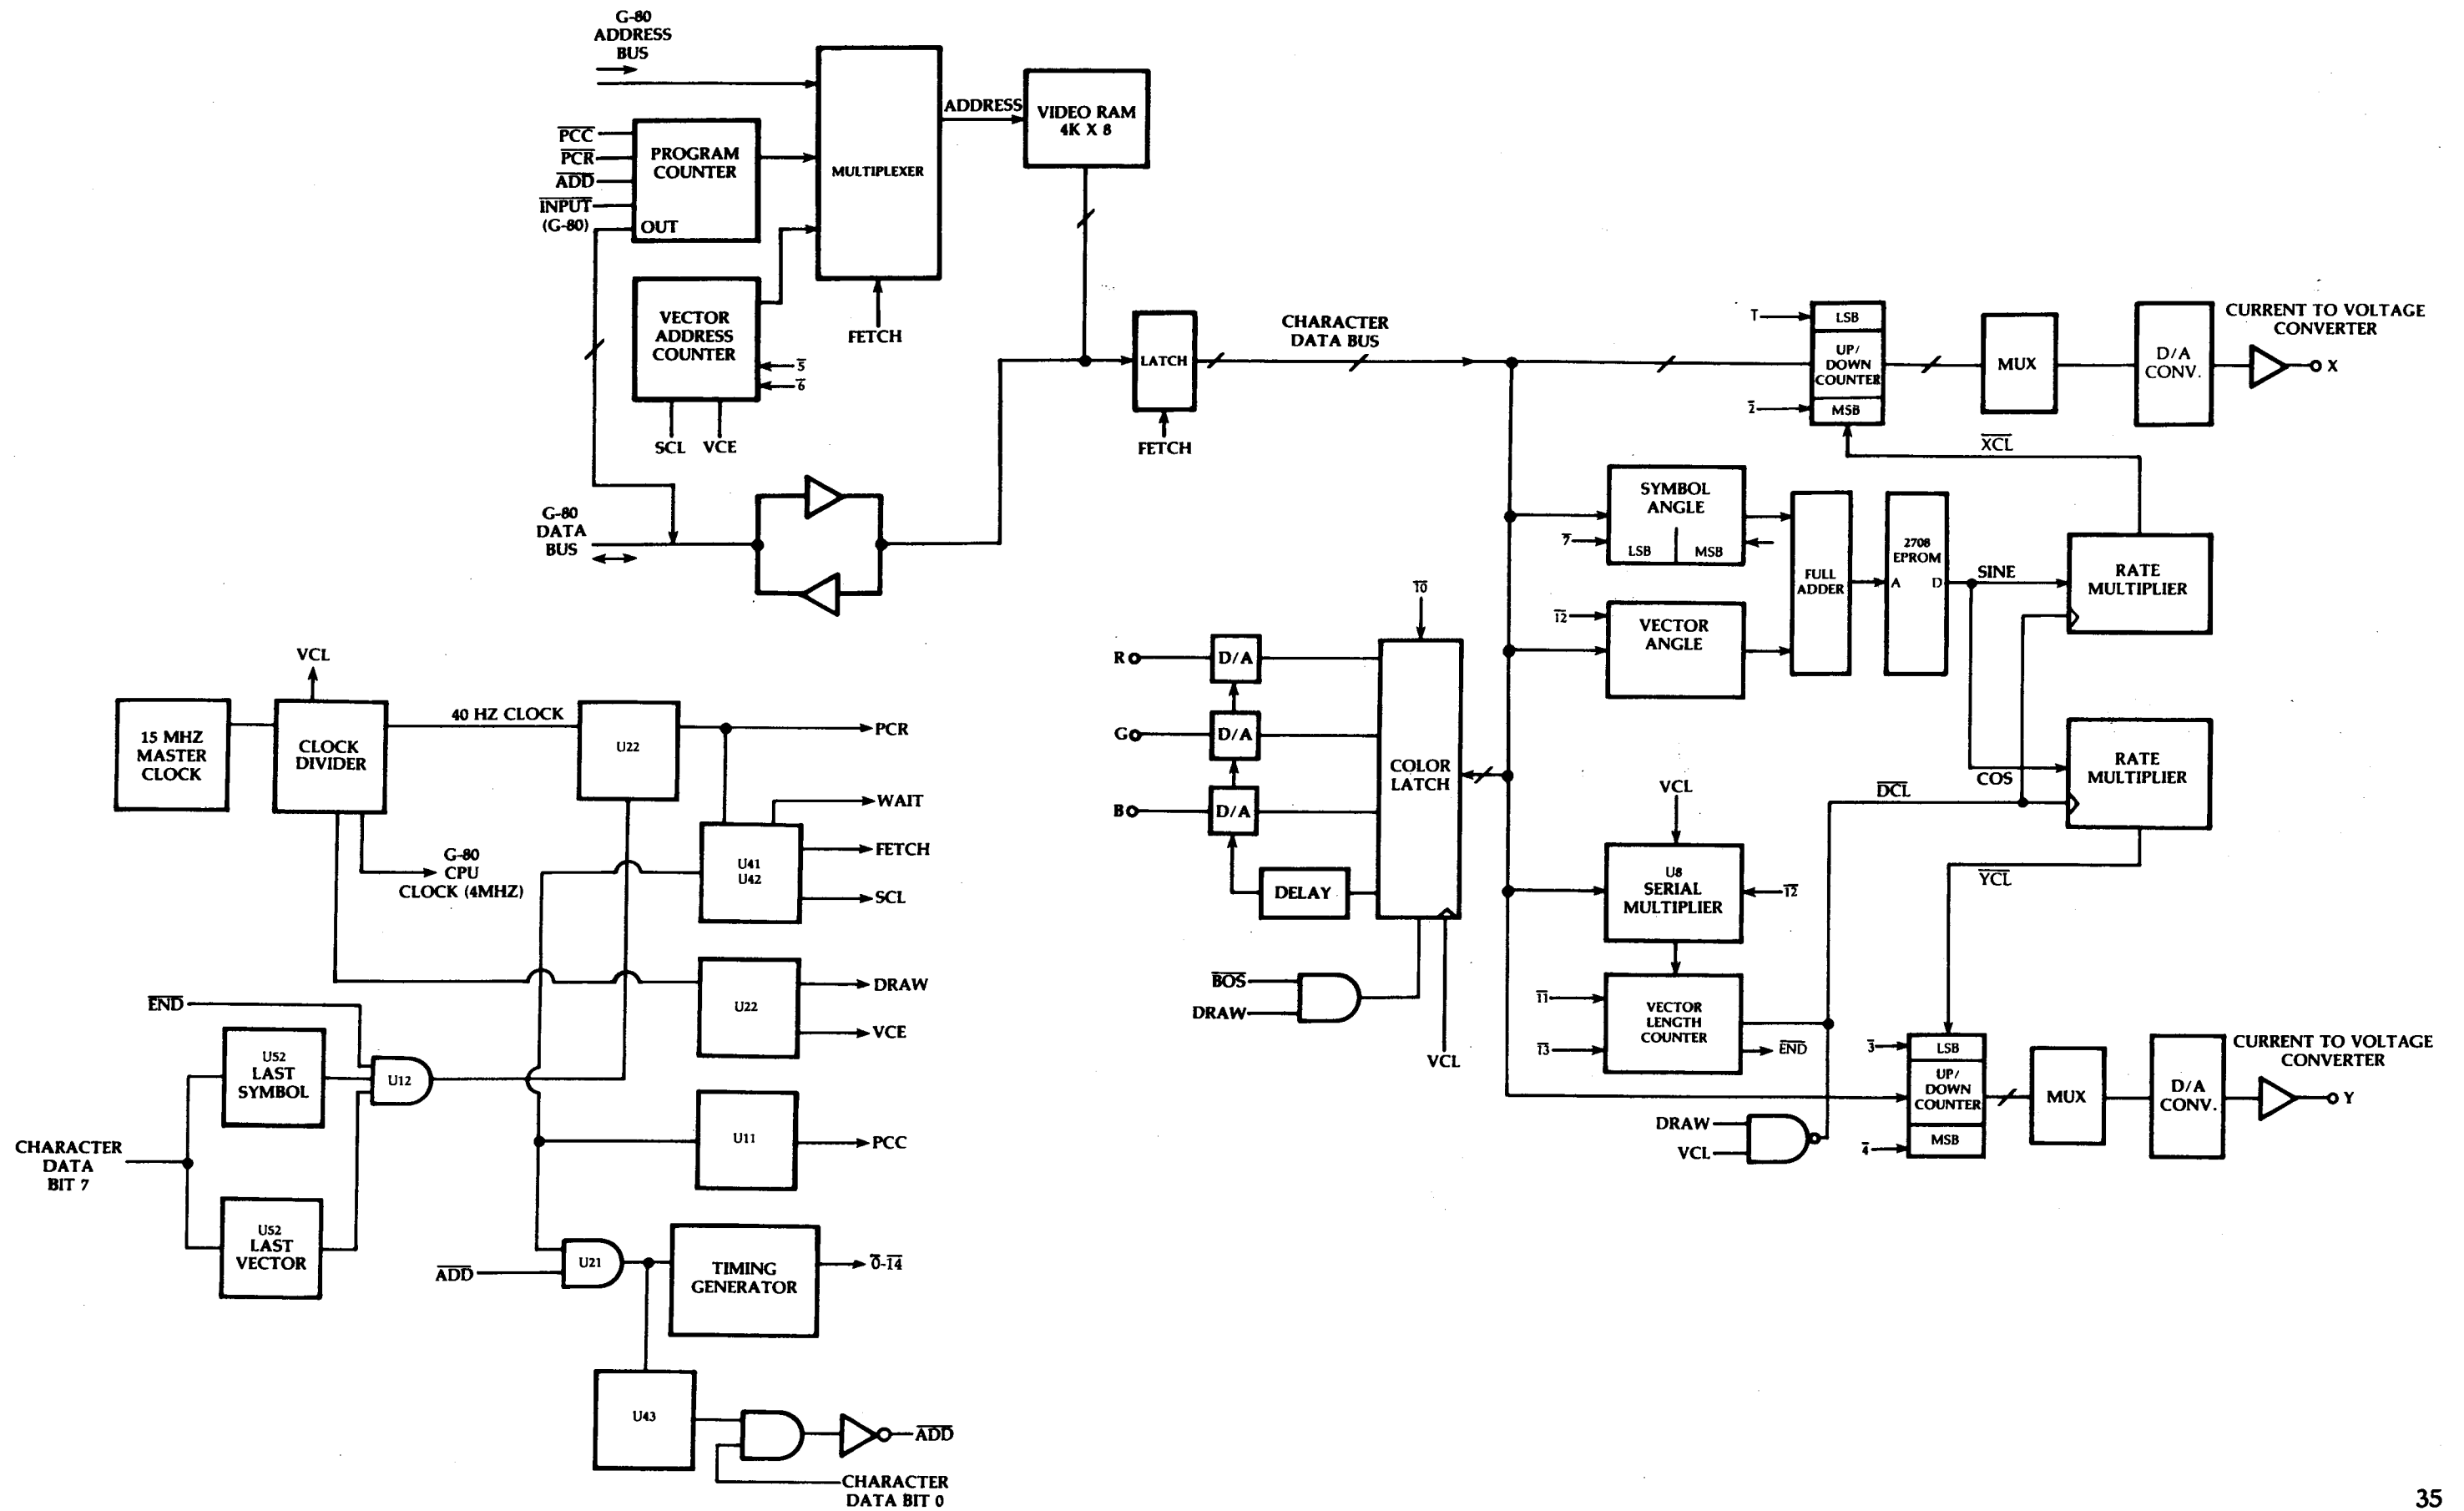 G-80
ADDRESS
BUS
PCC
PCR
ADD
INPUT
(G-80)
PROGRAM
COUNTER
OUT
MULTIPLEXER
ADDRESS
VIDEO RAM
4K X 8
VECTOR
ADDRESS
COUNTER
5
6
SCL
VCE
FETCH
G-80
DATA
BUS
LATCH
FETCH
CHARACTER
DATA BUS
1
LSB
UP/
DOWN
COUNTER
2
MSB
MUX
D/A
CONV.
CURRENT TO VOLTAGE
CONVERTER
X
XCL
SYMBOL
ANGLE
7
LSB
MSB
12
VECTOR
ANGLE
FULL
ADDER
2708
EPROM
A
D
SINE
RATE
MULTIPLIER
COS
RATE
MULTIPLIER
DCL
YCL
10
R
D/A
G
D/A
B
D/A
COLOR
LATCH
DELAY
BOS
DRAW
VCL
VCL
U8
SERIAL
MULTIPLIER
12
11
13
VECTOR
LENGTH
COUNTER
END
DRAW
VCL
3
LSB
UP/
DOWN
COUNTER
4
MSB
MUX
D/A
CONV.
CURRENT TO VOLTAGE
CONVERTER
Y
VCL
15 MHZ
MASTER
CLOCK
CLOCK
DIVIDER
40 HZ CLOCK
U22
PCR
WAIT
U41
U42
FETCH
SCL
G-80
CPU
CLOCK (4MHZ)
U22
DRAW
VCE
END
U52
LAST
SYMBOL
U12
CHARACTER
DATA
BIT 7
U52
LAST
VECTOR
U11
PCC
ADD
U21
TIMING
GENERATOR
0-14
U43
ADD
CHARACTER
DATA BIT 0
35